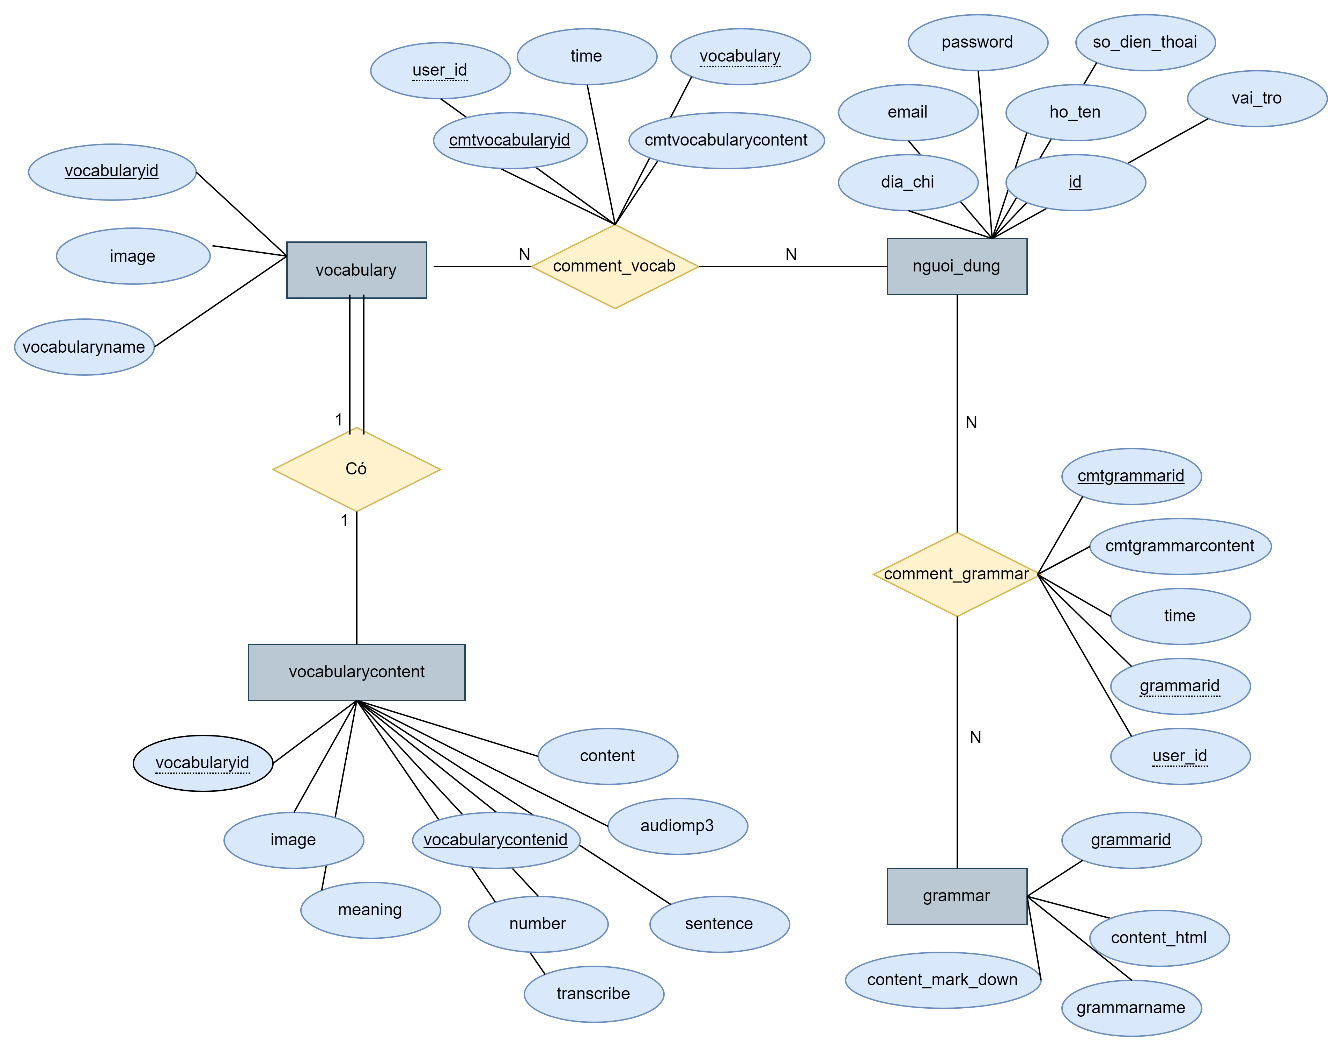 password
so_dien_thoai
user_id
time
vocabulary
vai_tro
email
ho_ten
cmtvocabularyid
cmtvocabularycontent
vocabularyid
dia_chi
id
image
vocabulary
N
comment_vocab
N
nguoi_dung
vocabularyname
1
N
Có
cmtgrammarid
1
cmtgrammarcontent
comment_grammar
time
vocabularycontent
grammarid
N
user_id
vocabularyid
content
image
vocabularycontenid
audiomp3
grammarid
meaning
number
sentence
grammar
content_html
transcribe
content_mark_down
grammarname